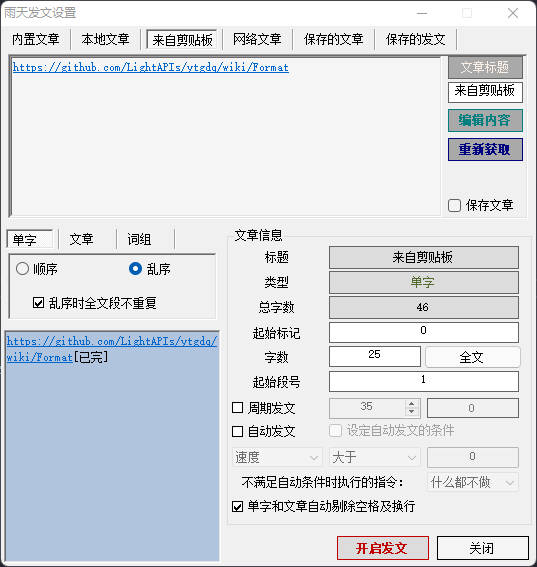 雨天发文设置
内置文章 本地文章 来自剪贴板 网络文章 保存的文章 保存的发文
https://github.com/LightAPIs/ytgdq/wiki/Format
文章标题
来自剪贴板
编辑内容
重新获取
保存文章
单字 文章 词组
顺序 乱序
乱序时全文段不重复
https://github.com/LightAPIs/ytgdq/
wiki/Format[已完]
文章信息
标题 来自剪贴板
类型 单字
总字数 46
起始标记 0
字数 25 全文
起始段号 1
周期发文 35 0
自动发文 设定自动发文的条件
速度 大于 0
不满足自动条件时执行的指令： 什么都不做
单字和文章自动剔除空格及换行
开启发文 关闭